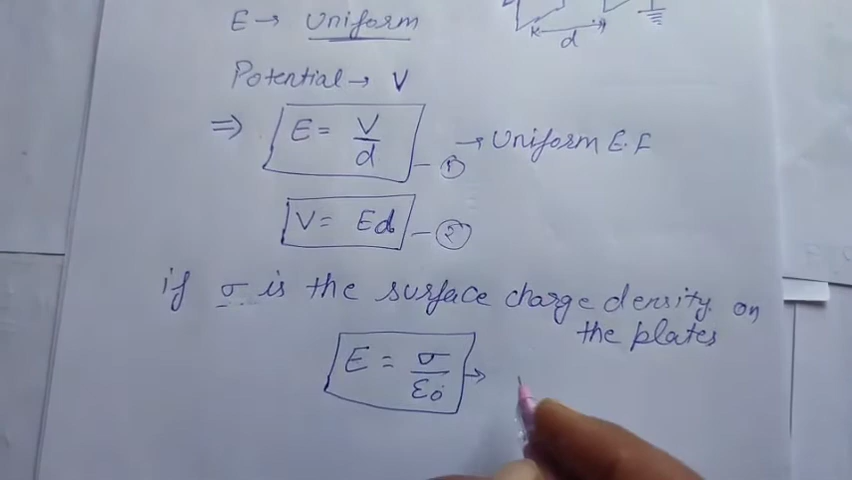 E → Uniform
d
Potential → V
⇒ E = V/d – ① → Uniform E.F
V = Ed – ②
if σ is the surface charge density on
the plates
E = σ/ε₀ →